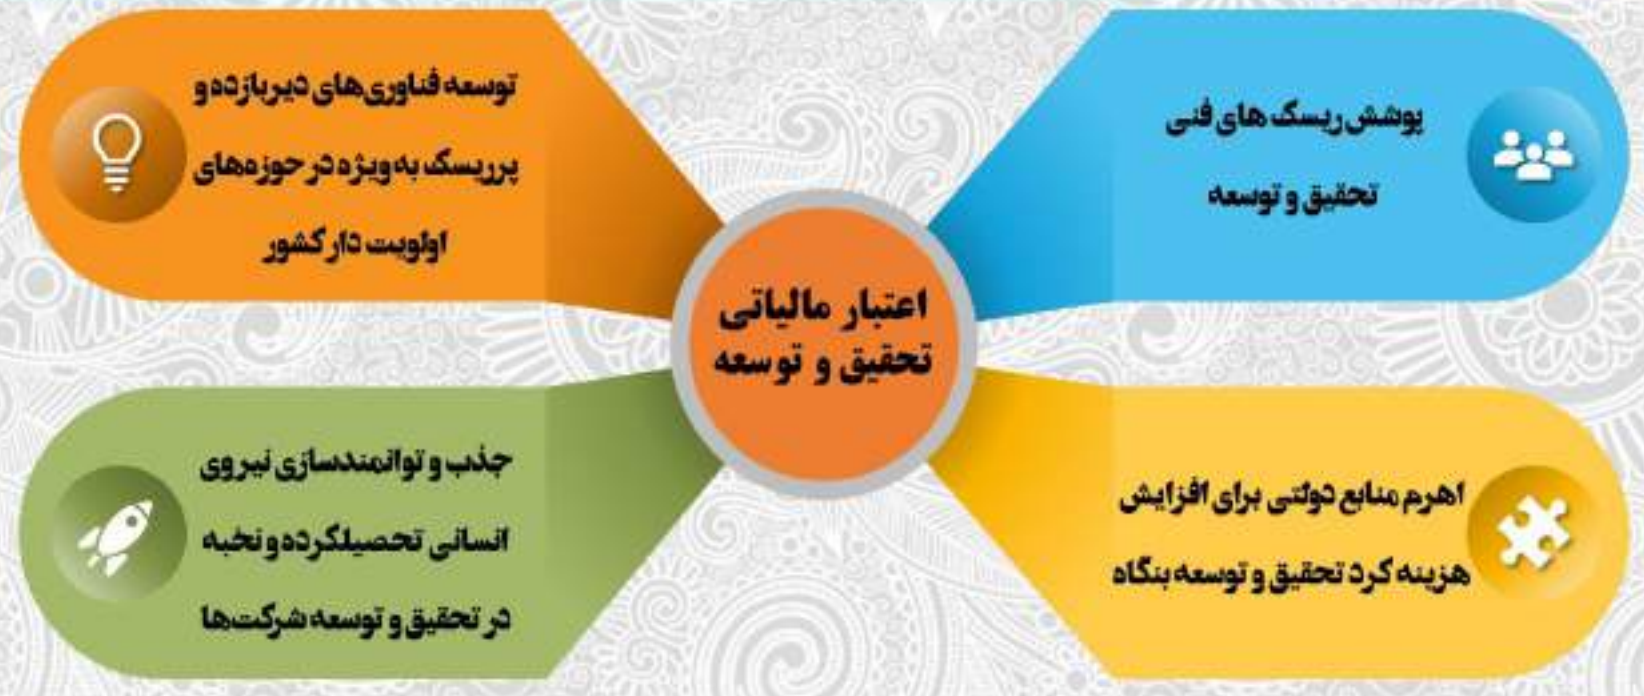 اعتبار مالیاتی
تحقیق و توسعه
پوشش ریسک های فنی
تحقیق و توسعه
توسعه فناوری‌های دیربازده و
پرریسک به‌ویژه در حوزه‌های
اولویت دار کشور
اهرم منابع دولتی برای افزایش
هزینه کرد تحقیق و توسعه بنگاه
جذب و توانمندسازی نیروی
انسانی تحصیلکرده و نخبه
در تحقیق و توسعه شرکت‌ها